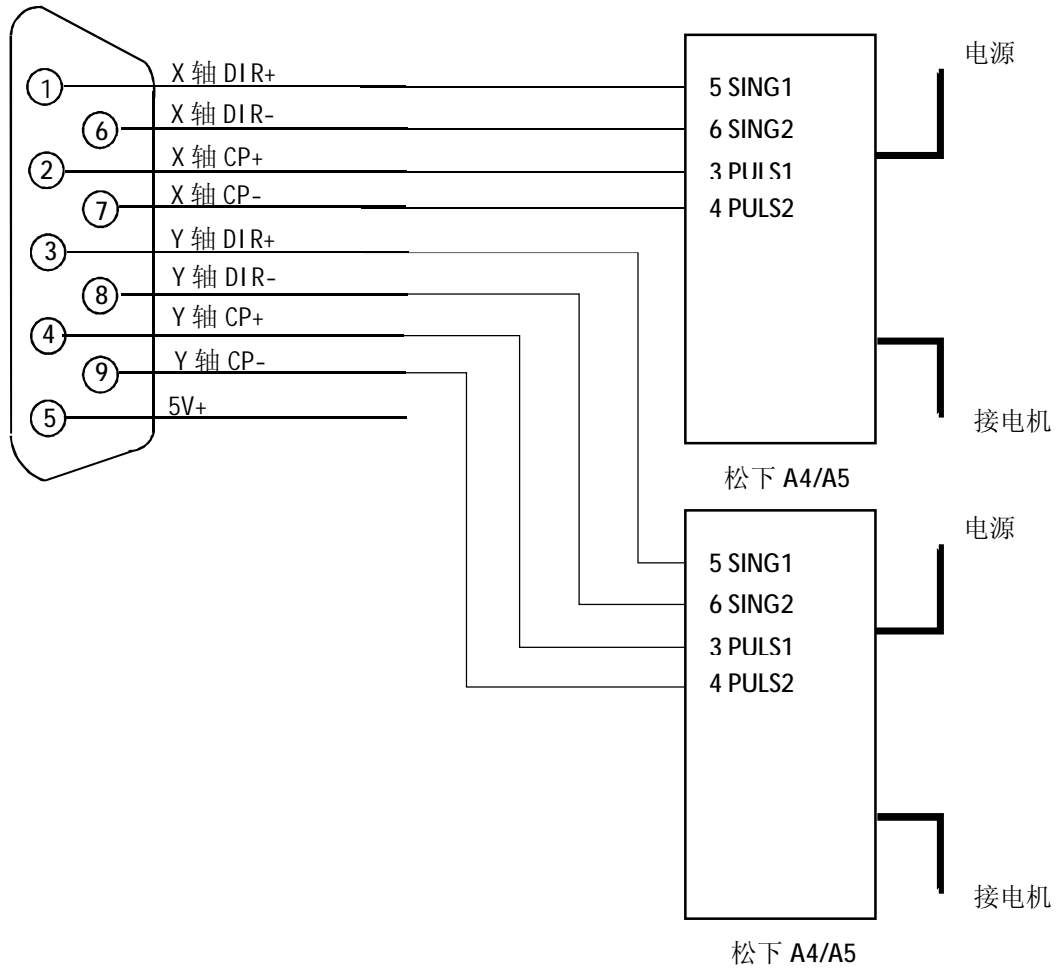 1
X 轴 DIR+
6
X 轴 DIR-
2
X 轴 CP+
7
X 轴 CP-
3
Y 轴 DIR+
8
Y 轴 DIR-
4
Y 轴 CP+
9
Y 轴 CP-
5
5V+
5 SING1
6 SING2
3 PULS1
4 PULS2
电源
接电机
松下 A4/A5
5 SING1
6 SING2
3 PULS1
4 PULS2
电源
接电机
松下 A4/A5